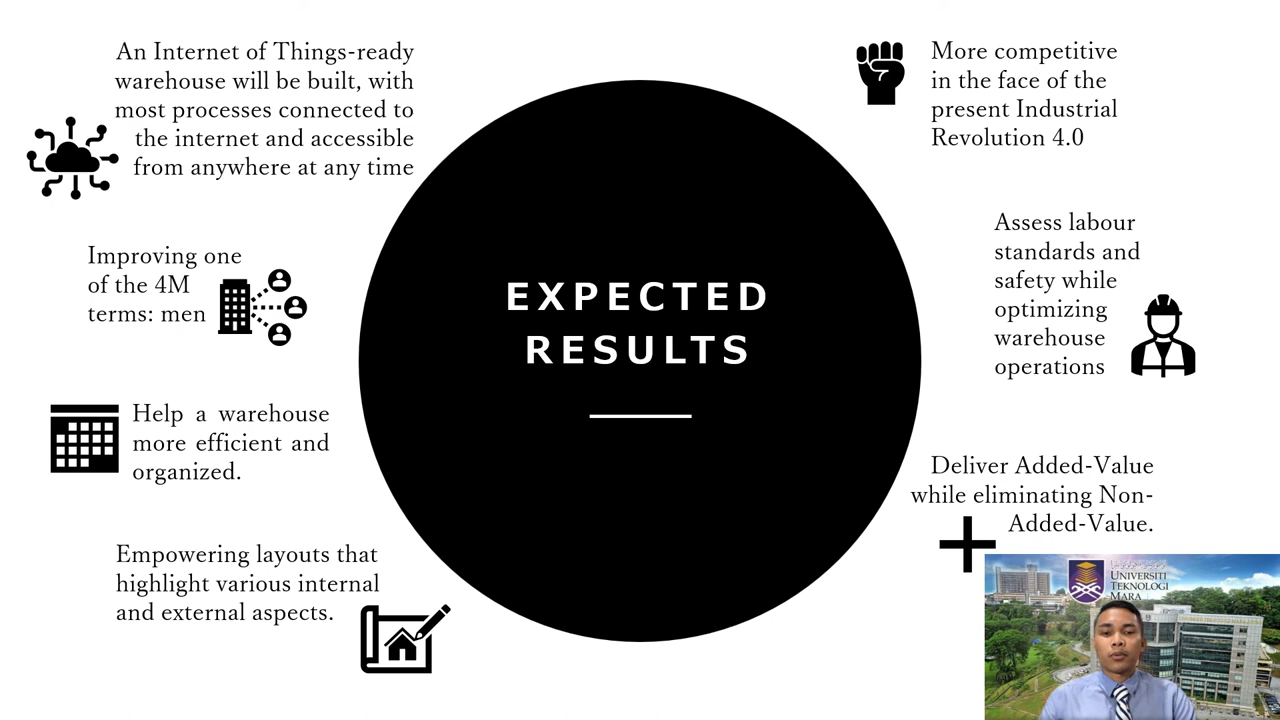 An Internet of Things-ready
warehouse will be built, with
most processes connected to
the internet and accessible
from anywhere at any time
Improving one
of the 4M
terms: men
Help a warehouse
more efficient and
organized.
Empowering layouts that
highlight various internal
and external aspects.
EXPECTED
RESULTS
More competitive
in the face of the
present Industrial
Revolution 4.0
Assess labour
standards and
safety while
optimizing
warehouse
operations
Deliver Added-Value
while eliminating Non-
Added-Value.
UNIVERSITI
TEKNOLOGI
MARA